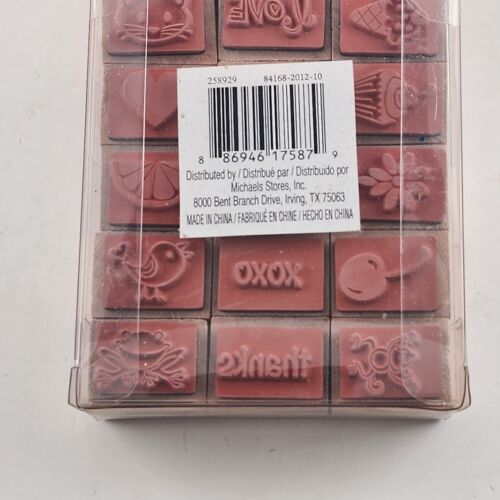 LOVE
258929 84168-2012-10
8 86946 17587 9
Distributed by / Distribué par / Distribuido por
Michaels Stores, Inc.
8000 Bent Branch Drive, Irving, TX 75063
MADE IN CHINA / FABRIQUÉ EN CHINE / HECHO EN CHINA
xoxo
thanks